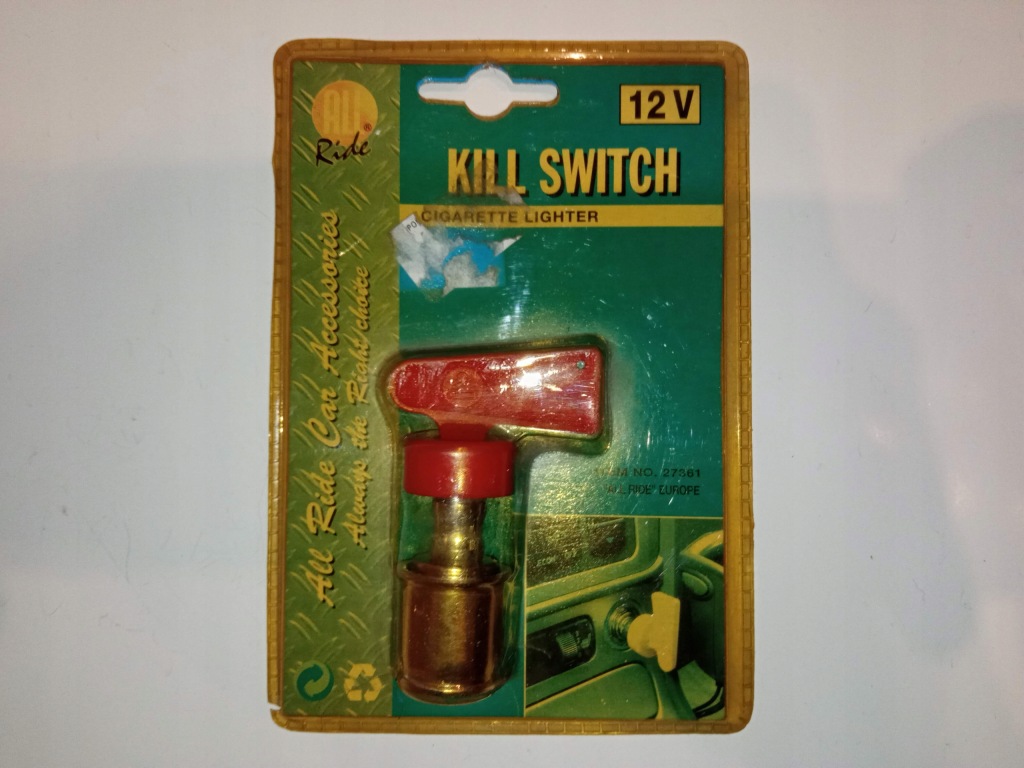 ALL
Ride®
12 V
KILL SWITCH
CIGARETTE LIGHTER
PO
All Ride Car Accessories
Always the Right choice
ITEM NO. 27361
"ALL RIDE" EUROPE